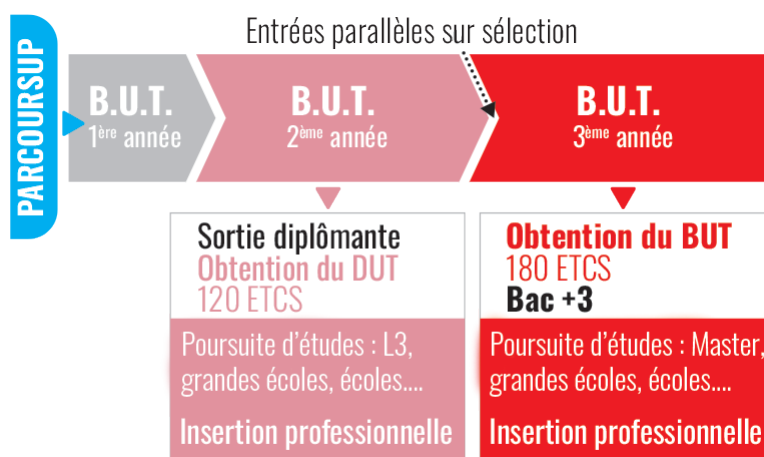 Entrées parallèles sur sélection
PARCOURSUP
B.U.T.
1ère année
B.U.T.
2ème année
B.U.T.
3ème année
Sortie diplômante
Obtention du DUT
120 ETCS
Poursuite d'études : L3,
grandes écoles, écoles....
Insertion professionnelle
Obtention du BUT
180 ETCS
Bac +3
Poursuite d'études : Master,
grandes écoles, écoles....
Insertion professionnelle